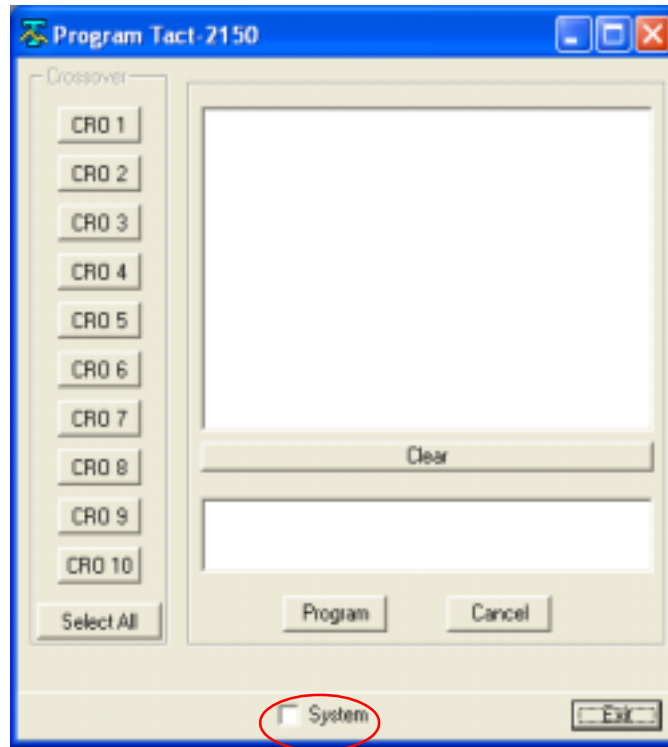 Program Tact-2150
Crossover
CRO 1
CRO 2
CRO 3
CRO 4
CRO 5
CRO 6
CRO 7
CRO 8
CRO 9
CRO 10
Select All
Clear
Program
Cancel
System
Exit